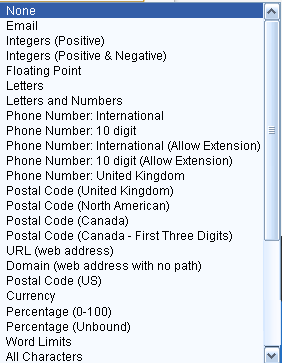 None
Email
Integers (Positive)
Integers (Positive & Negative)
Floating Point
Letters
Letters and Numbers
Phone Number: International
Phone Number: 10 digit
Phone Number: International (Allow Extension)
Phone Number: 10 digit (Allow Extension)
Phone Number: United Kingdom
Postal Code (United Kingdom)
Postal Code (North American)
Postal Code (Canada)
Postal Code (Canada - First Three Digits)
URL (web address)
Domain (web address with no path)
Postal Code (US)
Currency
Percentage (0-100)
Percentage (Unbound)
Word Limits
All Characters